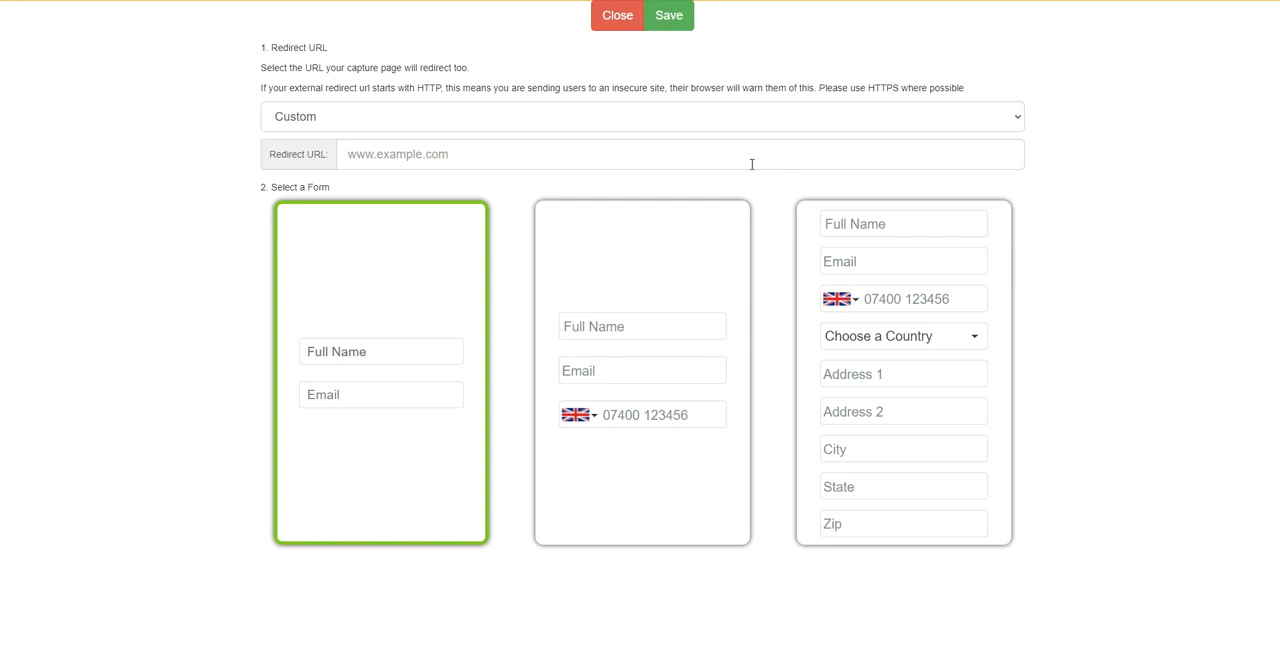 Close Save
1. Redirect URL
Select the URL your capture page will redirect too.
If your external redirect url starts with HTTP, this means you are sending users to an insecure site, their browser will warn them of this. Please use HTTPS where possible
Custom
Redirect URL: www.example.com
2. Select a Form
Full Name
Email
Full Name
Email
07400 123456
Full Name
Email
07400 123456
Choose a Country
Address 1
Address 2
City
State
Zip